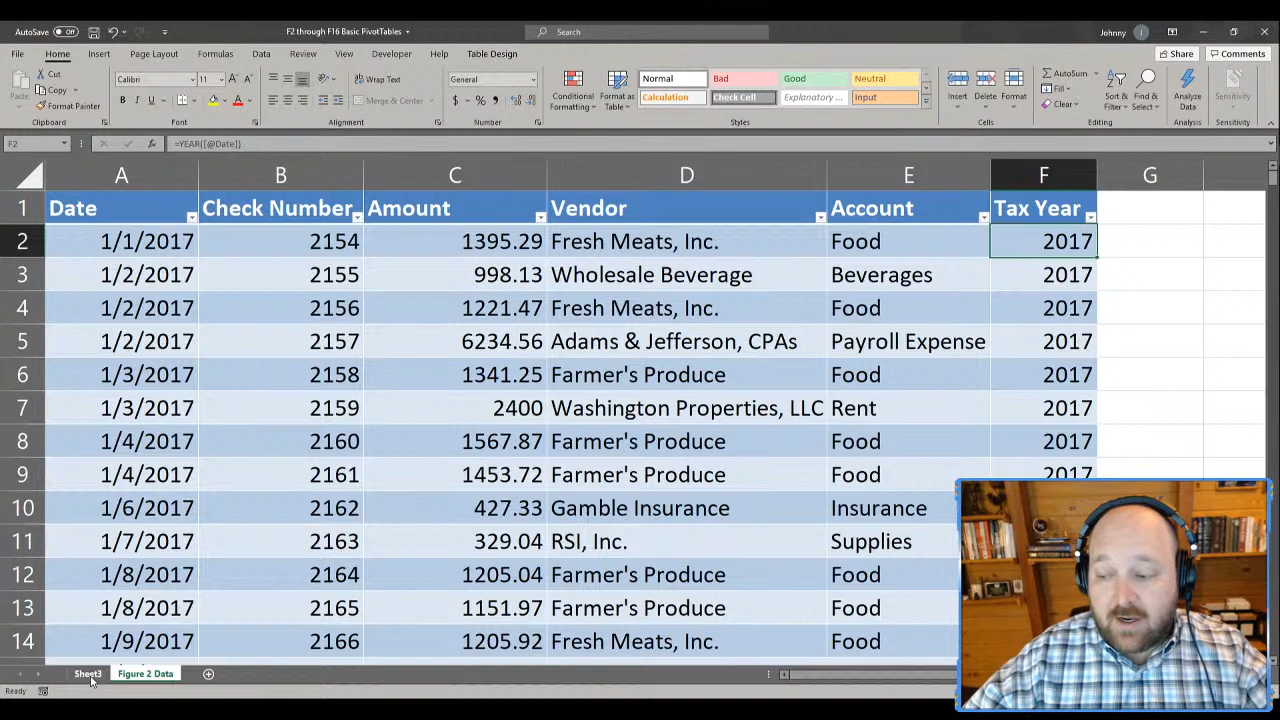 AutoSave Off F2 through F16 Basic PivotTables Search Johnny J
File Home Insert Page Layout Formulas Data Review View Developer Help Table Design Share Comments
Paste Cut Copy Format Painter
Clipboard
Calibri 11 A A B I U A
Font
Wrap Text Merge & Center
Alignment
General $ % 9
Number
Conditional Formatting Format as Table
Normal Bad Good Neutral
Calculation Check Cell Explanatory ... Input
Styles
Insert Delete Format
Cells
AutoSum Fill Clear Sort & Filter Find & Select
Editing
Analyze Data
Analysis
Sensitivity
Sensitivity
F2 fx =YEAR([@Date])
A B C D E F G
1 Date Check Number Amount Vendor Account Tax Year
2 1/1/2017 2154 1395.29 Fresh Meats, Inc. Food 2017
3 1/2/2017 2155 998.13 Wholesale Beverage Beverages 2017
4 1/2/2017 2156 1221.47 Fresh Meats, Inc. Food 2017
5 1/2/2017 2157 6234.56 Adams & Jefferson, CPAs Payroll Expense 2017
6 1/3/2017 2158 1341.25 Farmer's Produce Food 2017
7 1/3/2017 2159 2400 Washington Properties, LLC Rent 2017
8 1/4/2017 2160 1567.87 Farmer's Produce Food 2017
9 1/4/2017 2161 1453.72 Farmer's Produce Food 2017
10 1/6/2017 2162 427.33 Gamble Insurance Insurance
11 1/7/2017 2163 329.04 RSI, Inc. Supplies
12 1/8/2017 2164 1205.04 Farmer's Produce Food
13 1/8/2017 2165 1151.97 Farmer's Produce Food
14 1/9/2017 2166 1205.92 Fresh Meats, Inc. Food
Sheet3 Figure 2 Data
Ready